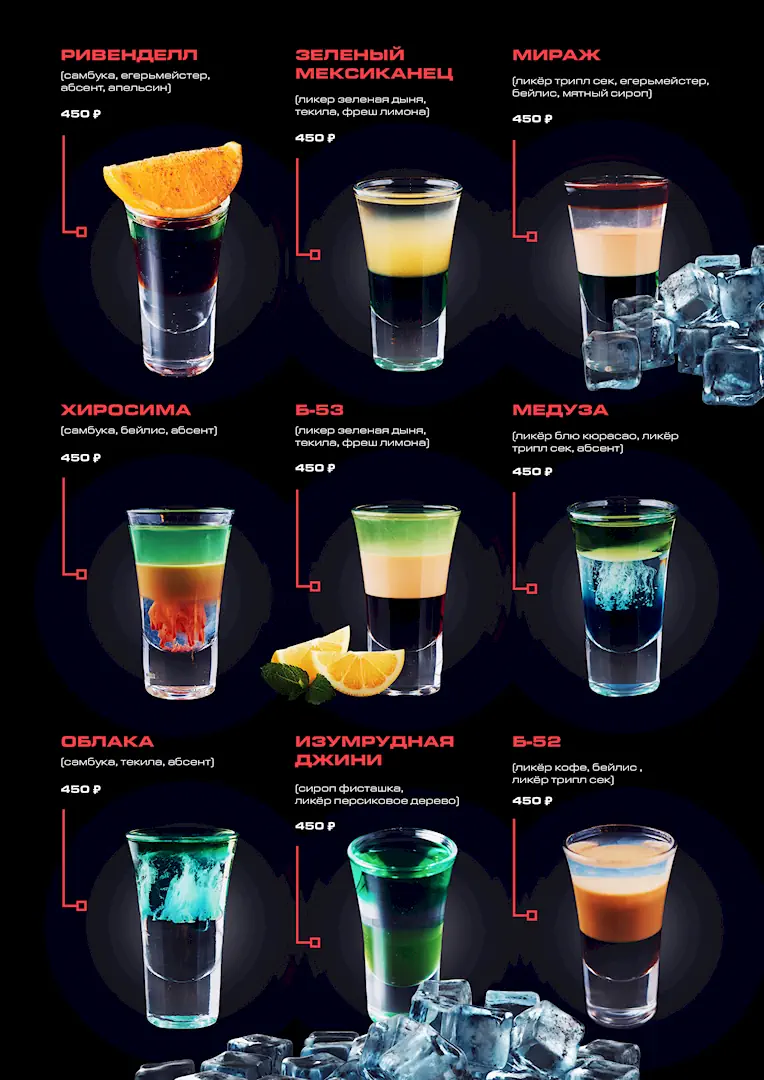 РИВЕНДЕЛЛ
(самбука, егерьмейстер,
абсент, апельсин)
450 ₽
ЗЕЛЕНЫЙ
МЕКСИКАНЕЦ
(ликер зеленая дыня,
текила, фреш лимона)
450 ₽
МИРАЖ
(ликёр трипл сек, егерьмейстер,
бейлис, мятный сироп)
450 ₽
ХИРОСИМА
(самбука, бейлис, абсент)
450 ₽
Б-53
(ликер зеленая дыня,
текила, фреш лимона)
450 ₽
МЕДУЗА
(ликёр блю кюрасао, ликёр
трипл сек, абсент)
450 ₽
ОБЛАКА
(самбука, текила, абсент)
450 ₽
ИЗУМРУДНАЯ
ДЖИНИ
(сироп фисташка,
ликёр персиковое дерево)
450 ₽
Б-52
(ликёр кофе, бейлис ,
ликёр трипл сек)
450 ₽